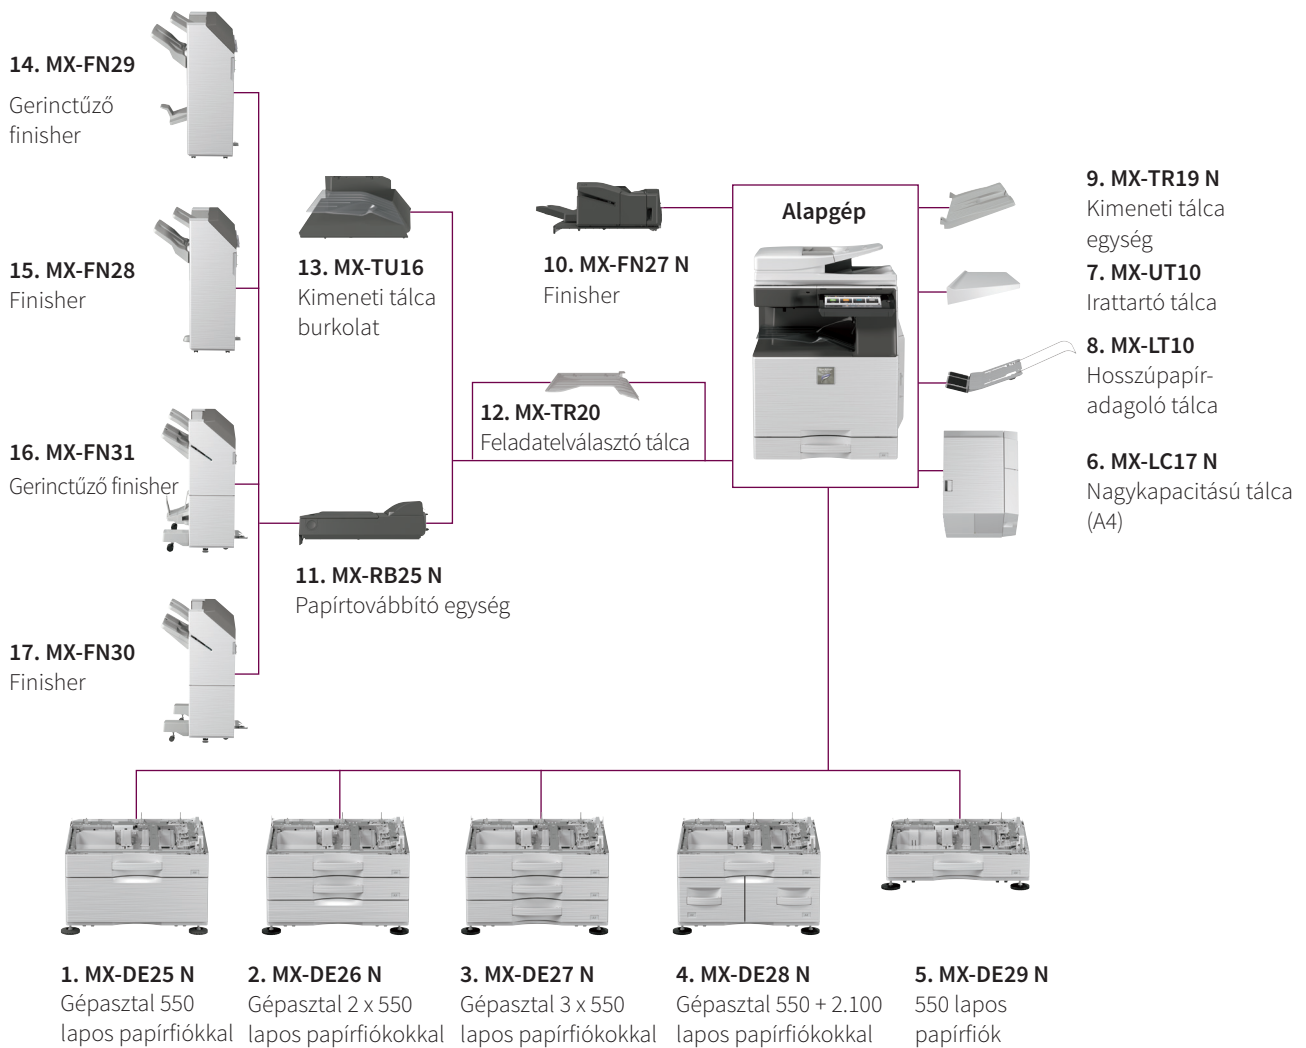 14. MX-FN29
Gerinctűző
finisher
15. MX-FN28
Finisher
16. MX-FN31
Gerinctűző finisher
17. MX-FN30
Finisher
13. MX-TU16
Kimeneti tálca
burkolat
10. MX-FN27 N
Finisher
12. MX-TR20
Feladatelválasztó tálca
11. MX-RB25 N
Papírtovábbító egység
Alapgép
9. MX-TR19 N
Kimeneti tálca
egység
7. MX-UT10
Irattartó tálca
8. MX-LT10
Hosszúpapír-
adagoló tálca
6. MX-LC17 N
Nagykapacitású tálca
(A4)
1. MX-DE25 N
Gépasztal 550
lapos papírfiókkal
2. MX-DE26 N
Gépasztal 2 x 550
lapos papírfiókokkal
3. MX-DE27 N
Gépasztal 3 x 550
lapos papírfiókokkal
4. MX-DE28 N
Gépasztal 550 + 2.100
lapos papírfiókokkal
5. MX-DE29 N
550 lapos
papírfiók